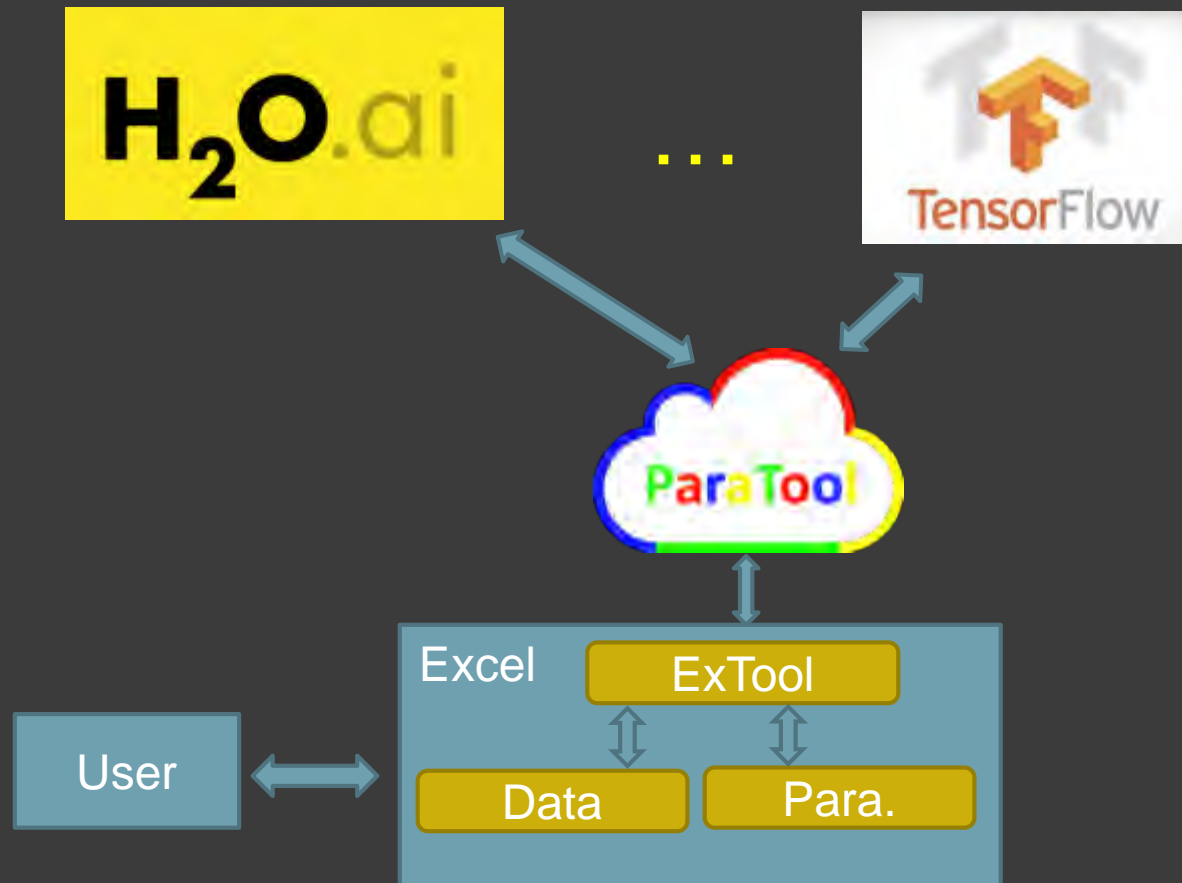 H₂O.ai
...
TensorFlow
ParaTool
Excel
ExTool
User
Data
Para.